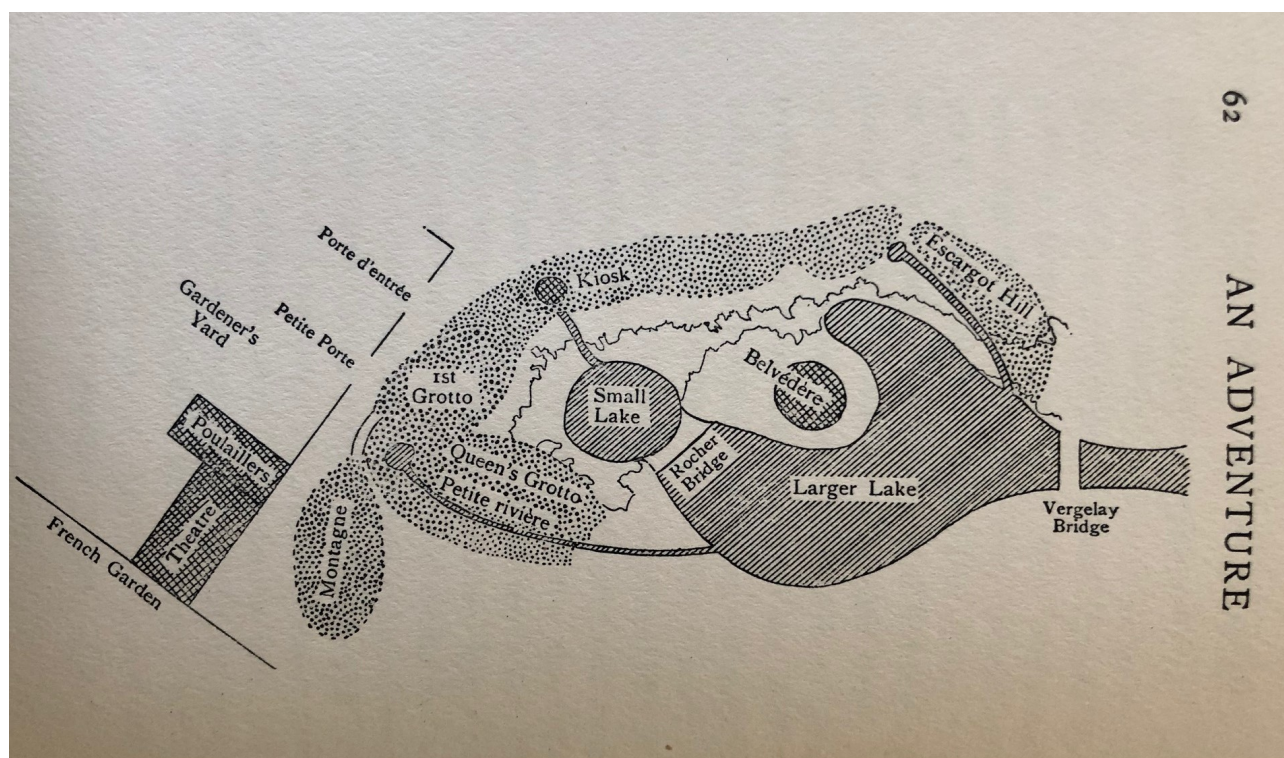 62
AN ADVENTURE
Porte d'entrée
Gardener's
Yard
Petite Porte
Kiosk
Escargot Hill
1st
Grotto
Small
Lake
Belvédère
Poulaillers
Queen's Grotto
Petite rivière
Rocher
Bridge
Larger Lake
Vergelay
Bridge
Theatre
Montagne
French Garden